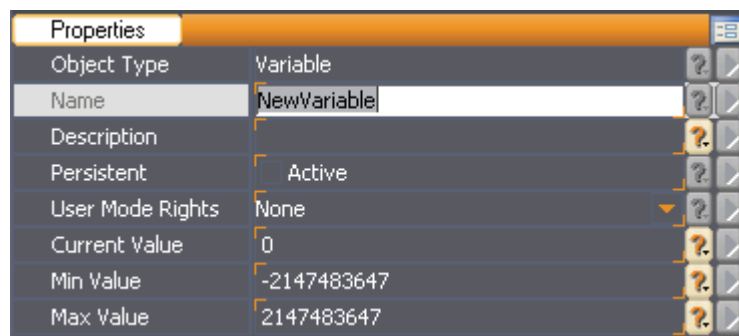 Properties
Object Type Variable
Name NewVariable
Description
Persistent Active
User Mode Rights None
Current Value 0
Min Value -2147483647
Max Value 2147483647